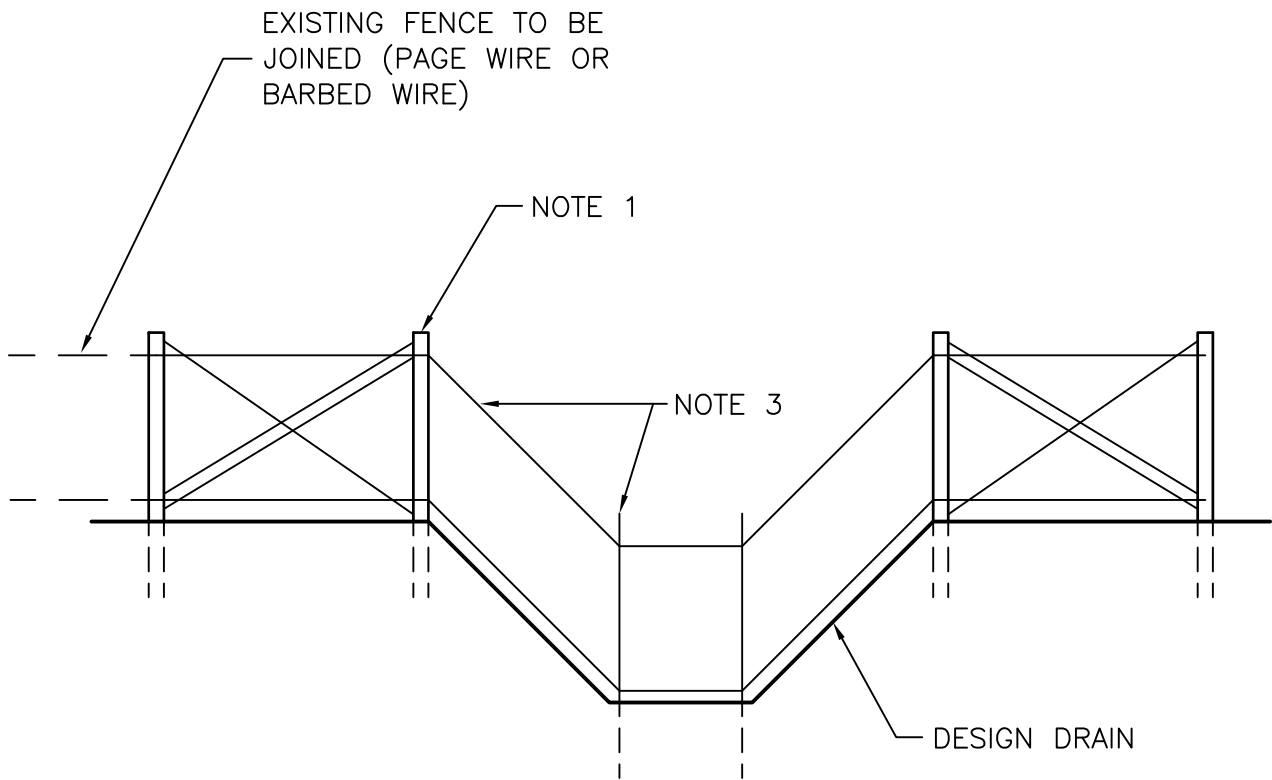 EXISTING FENCE TO BE
JOINED (PAGE WIRE OR
BARBED WIRE)
NOTE 1
NOTE 3
DESIGN DRAIN